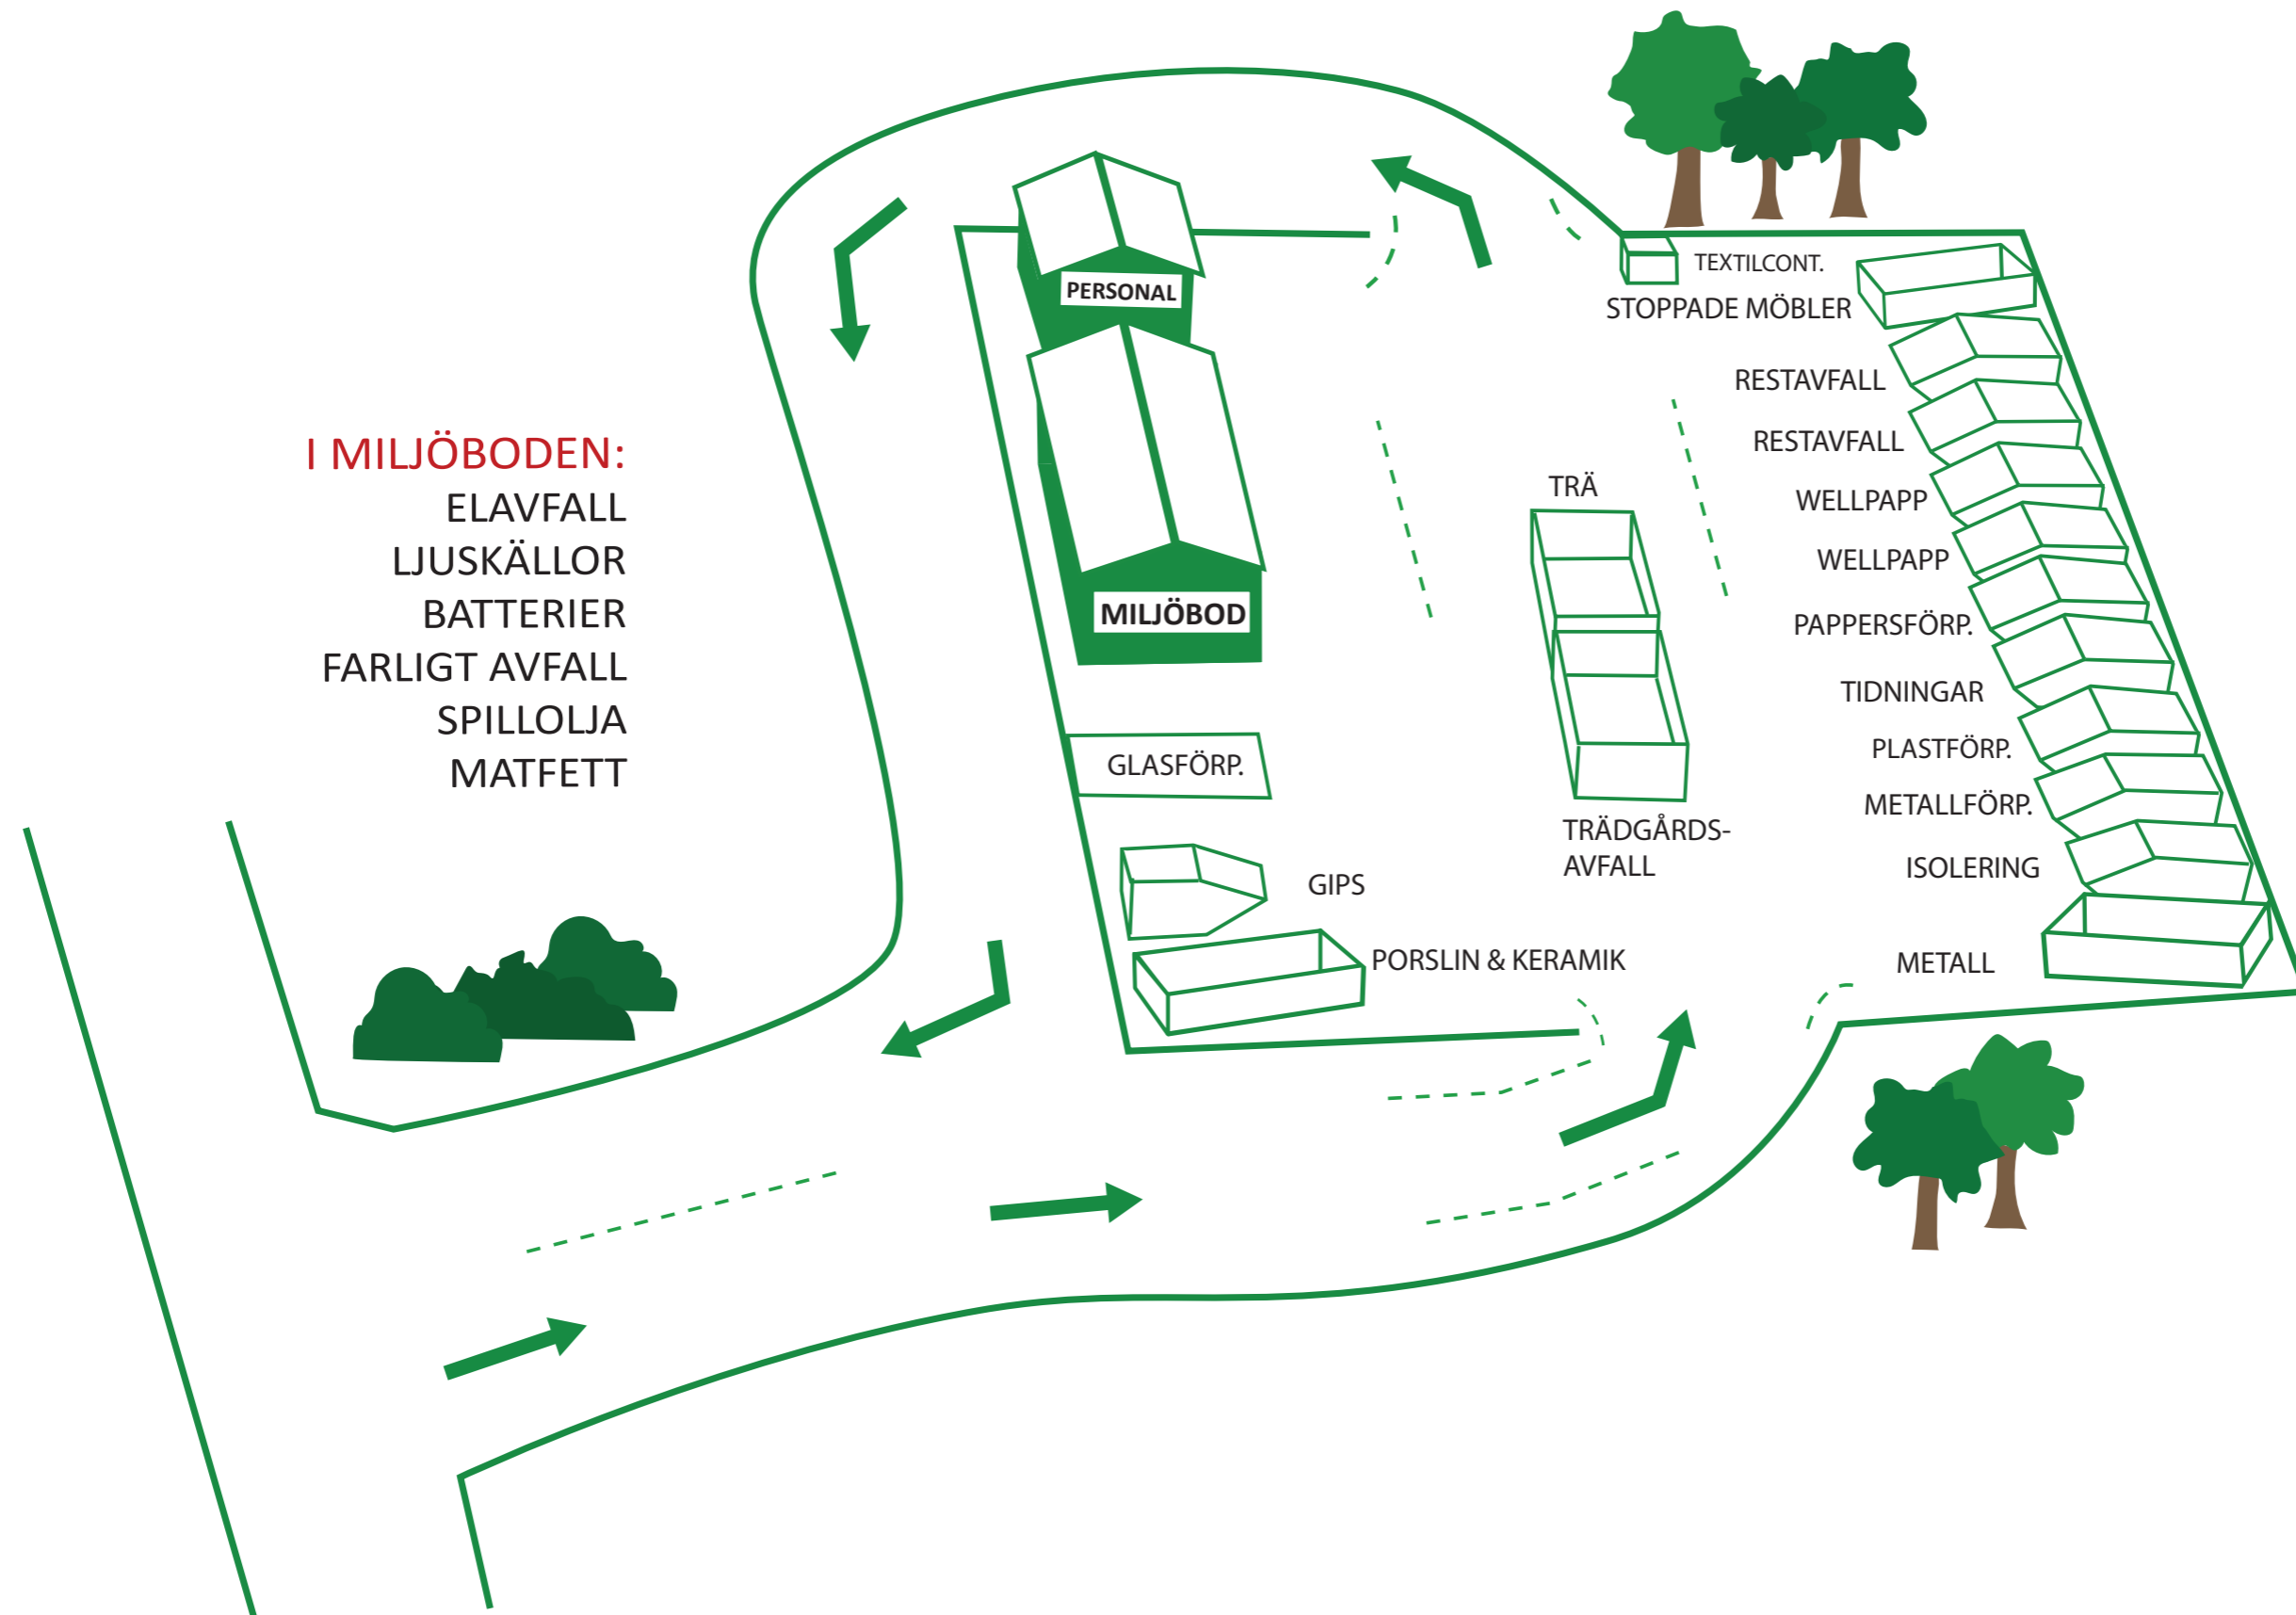 I MILJÖBODEN:
ELAVFALL
LJUSKÄLLOR
BATTERIER
FARLIGT AVFALL
SPILLOLJA
MATFETT
PERSONAL
MILJÖBOD
GLASFÖRP.
GIPS
PORSLIN & KERAMIK
TRÄ
TRÄDGÅRDS-
AVFALL
TEXTILCONT.
STOPPADE MÖBLER
RESTAVFALL
RESTAVFALL
WELLPAPP
WELLPAPP
PAPPERSFÖRP.
TIDNINGAR
PLASTFÖRP.
METALLFÖRP.
ISOLERING
METALL